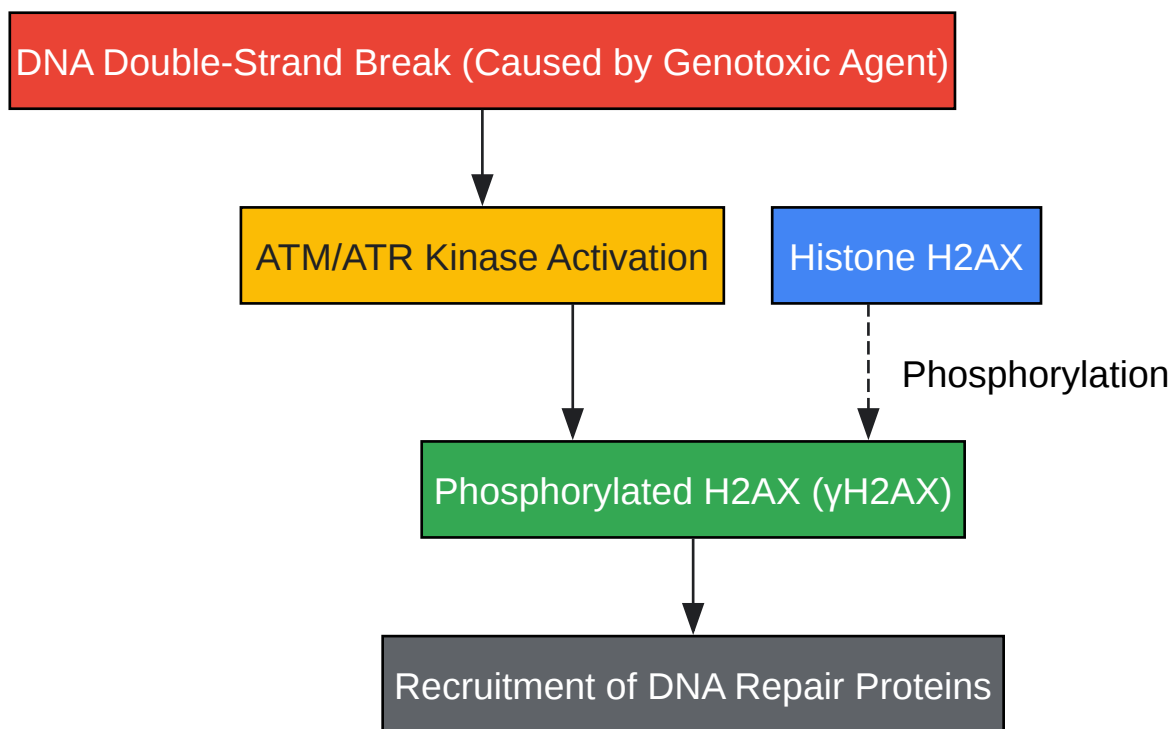 DNA Double-Strand Break (Caused by Genotoxic Agent)
ATM/ATR Kinase Activation
Histone H2AX
Phosphorylation
Phosphorylated H2AX (γH2AX)
Recruitment of DNA Repair Proteins